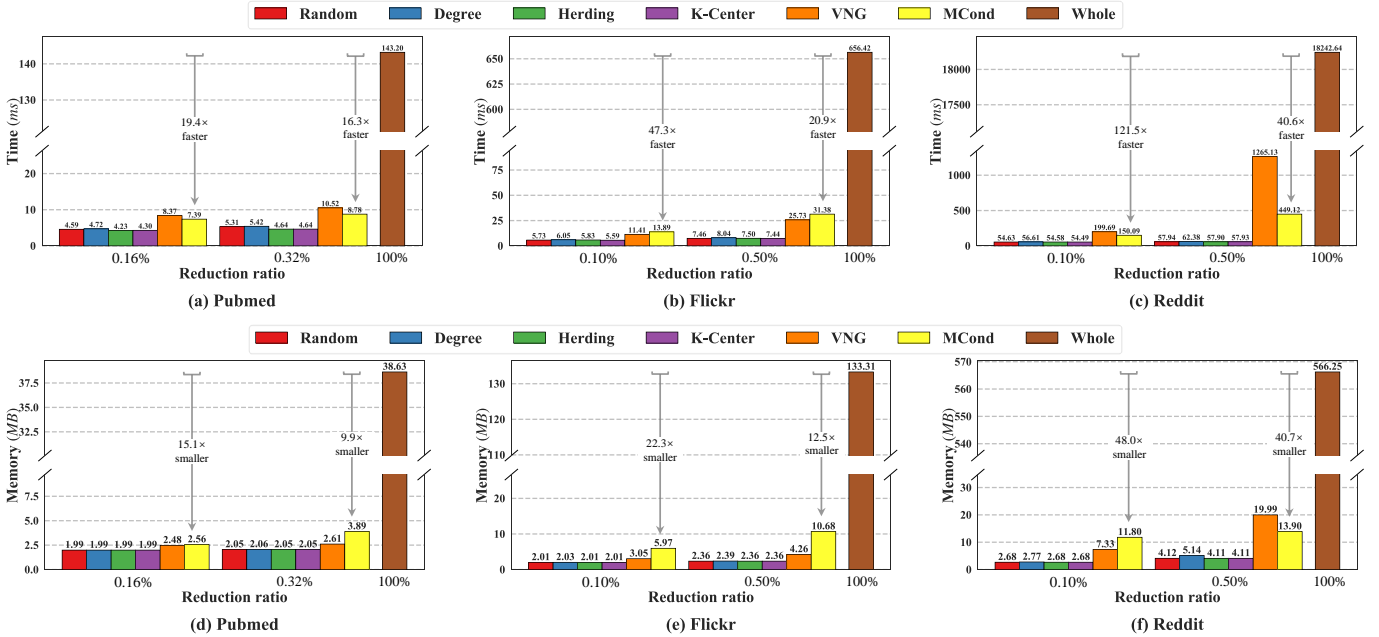 Random Degree Herding K-Center VNG MCond Whole
Time (ms)
140
130
20
10
0
4.59 4.72 4.23 4.30 8.37 7.39
5.31 5.42 4.64 4.64 10.52 8.78
143.20
19.4×
faster
16.3×
faster
0.16% 0.32% 100%
Reduction ratio
(a) Pubmed
Time (ms)
650
600
75
50
25
0
5.73 6.05 5.83 5.59 11.41 13.89
7.46 8.04 7.50 7.44 25.73 31.38
656.42
47.3×
faster
20.9×
faster
0.10% 0.50% 100%
Reduction ratio
(b) Flickr
Time (ms)
18000
17500
1000
500
0
54.63 56.61 54.58 54.49 199.69 150.09
57.94 62.38 57.90 57.93 1265.13 449.12
18242.64
121.5×
faster
40.6×
faster
0.10% 0.50% 100%
Reduction ratio
(c) Reddit
Random Degree Herding K-Center VNG MCond Whole
Memory (MB)
37.5
35.0
32.5
7.5
5.0
2.5
0.0
1.99 1.99 1.99 1.99 2.48 2.56
2.05 2.06 2.05 2.05 2.61 3.89
38.63
15.1×
smaller
9.9×
smaller
0.16% 0.32% 100%
Reduction ratio
(d) Pubmed
Memory (MB)
130
120
110
20
10
0
2.01 2.03 2.01 2.01 3.05 5.97
2.36 2.39 2.36 2.36 4.26 10.68
133.31
22.3×
smaller
12.5×
smaller
0.10% 0.50% 100%
Reduction ratio
(e) Flickr
Memory (MB)
570
560
550
540
30
20
10
0
2.68 2.77 2.68 2.68 7.33 11.80
4.12 5.14 4.11 4.11 19.99 13.90
566.25
48.0×
smaller
40.7×
smaller
0.10% 0.50% 100%
Reduction ratio
(f) Reddit